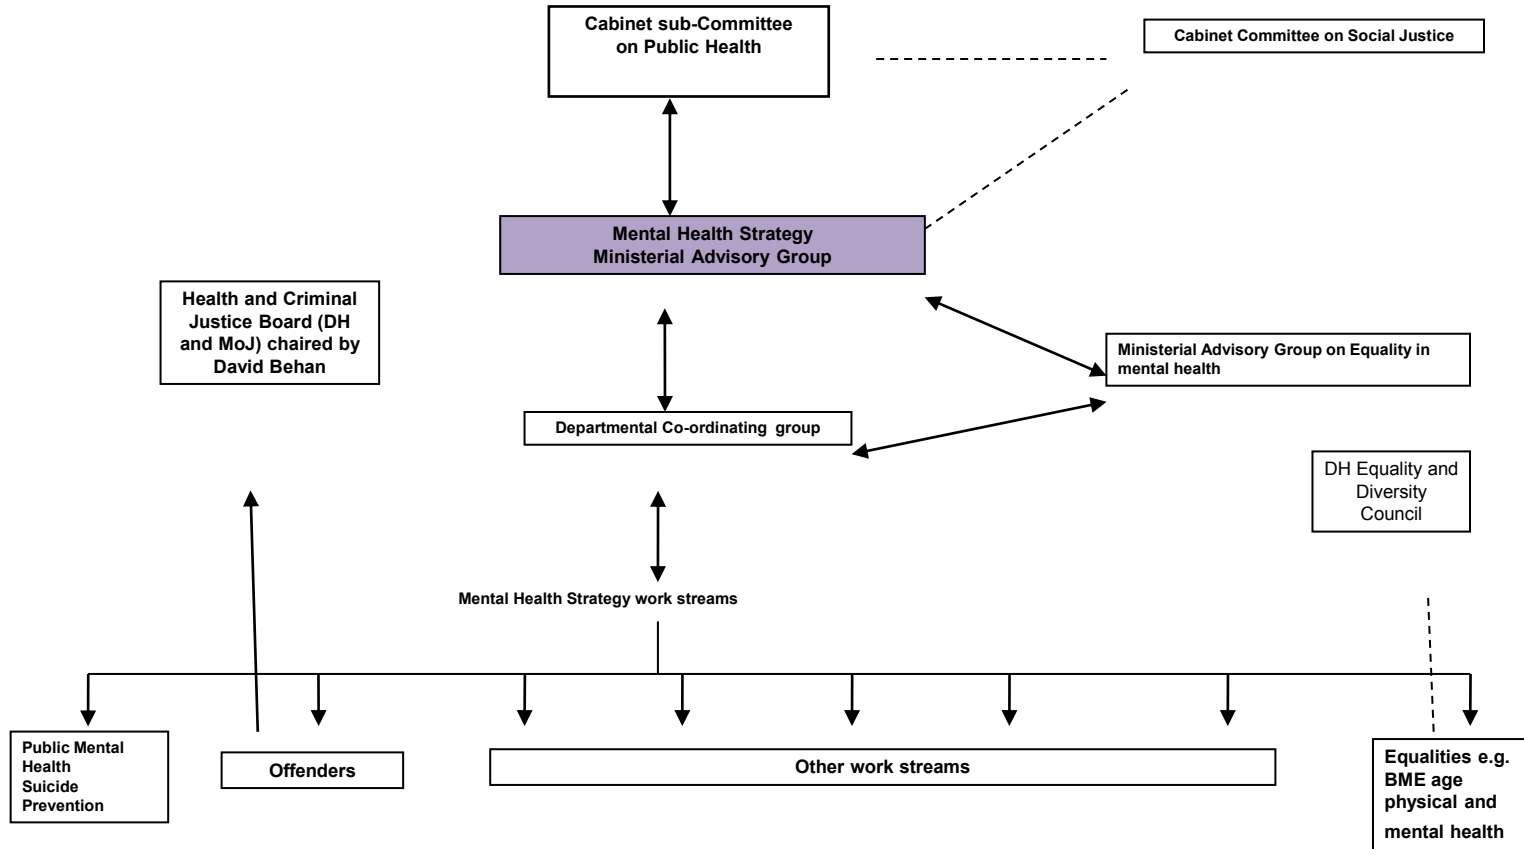 Cabinet sub-Committee
on Public Health
Cabinet Committee on Social Justice
Mental Health Strategy
Ministerial Advisory Group
Health and Criminal
Justice Board (DH
and MoJ) chaired by
David Behan
Ministerial Advisory Group on Equality in
mental health
Departmental Co-ordinating group
DH Equality and
Diversity
Council
Mental Health Strategy work streams
Public Mental
Health
Suicide
Prevention
Offenders
Other work streams
Equalities e.g.
BME age
physical and
mental health